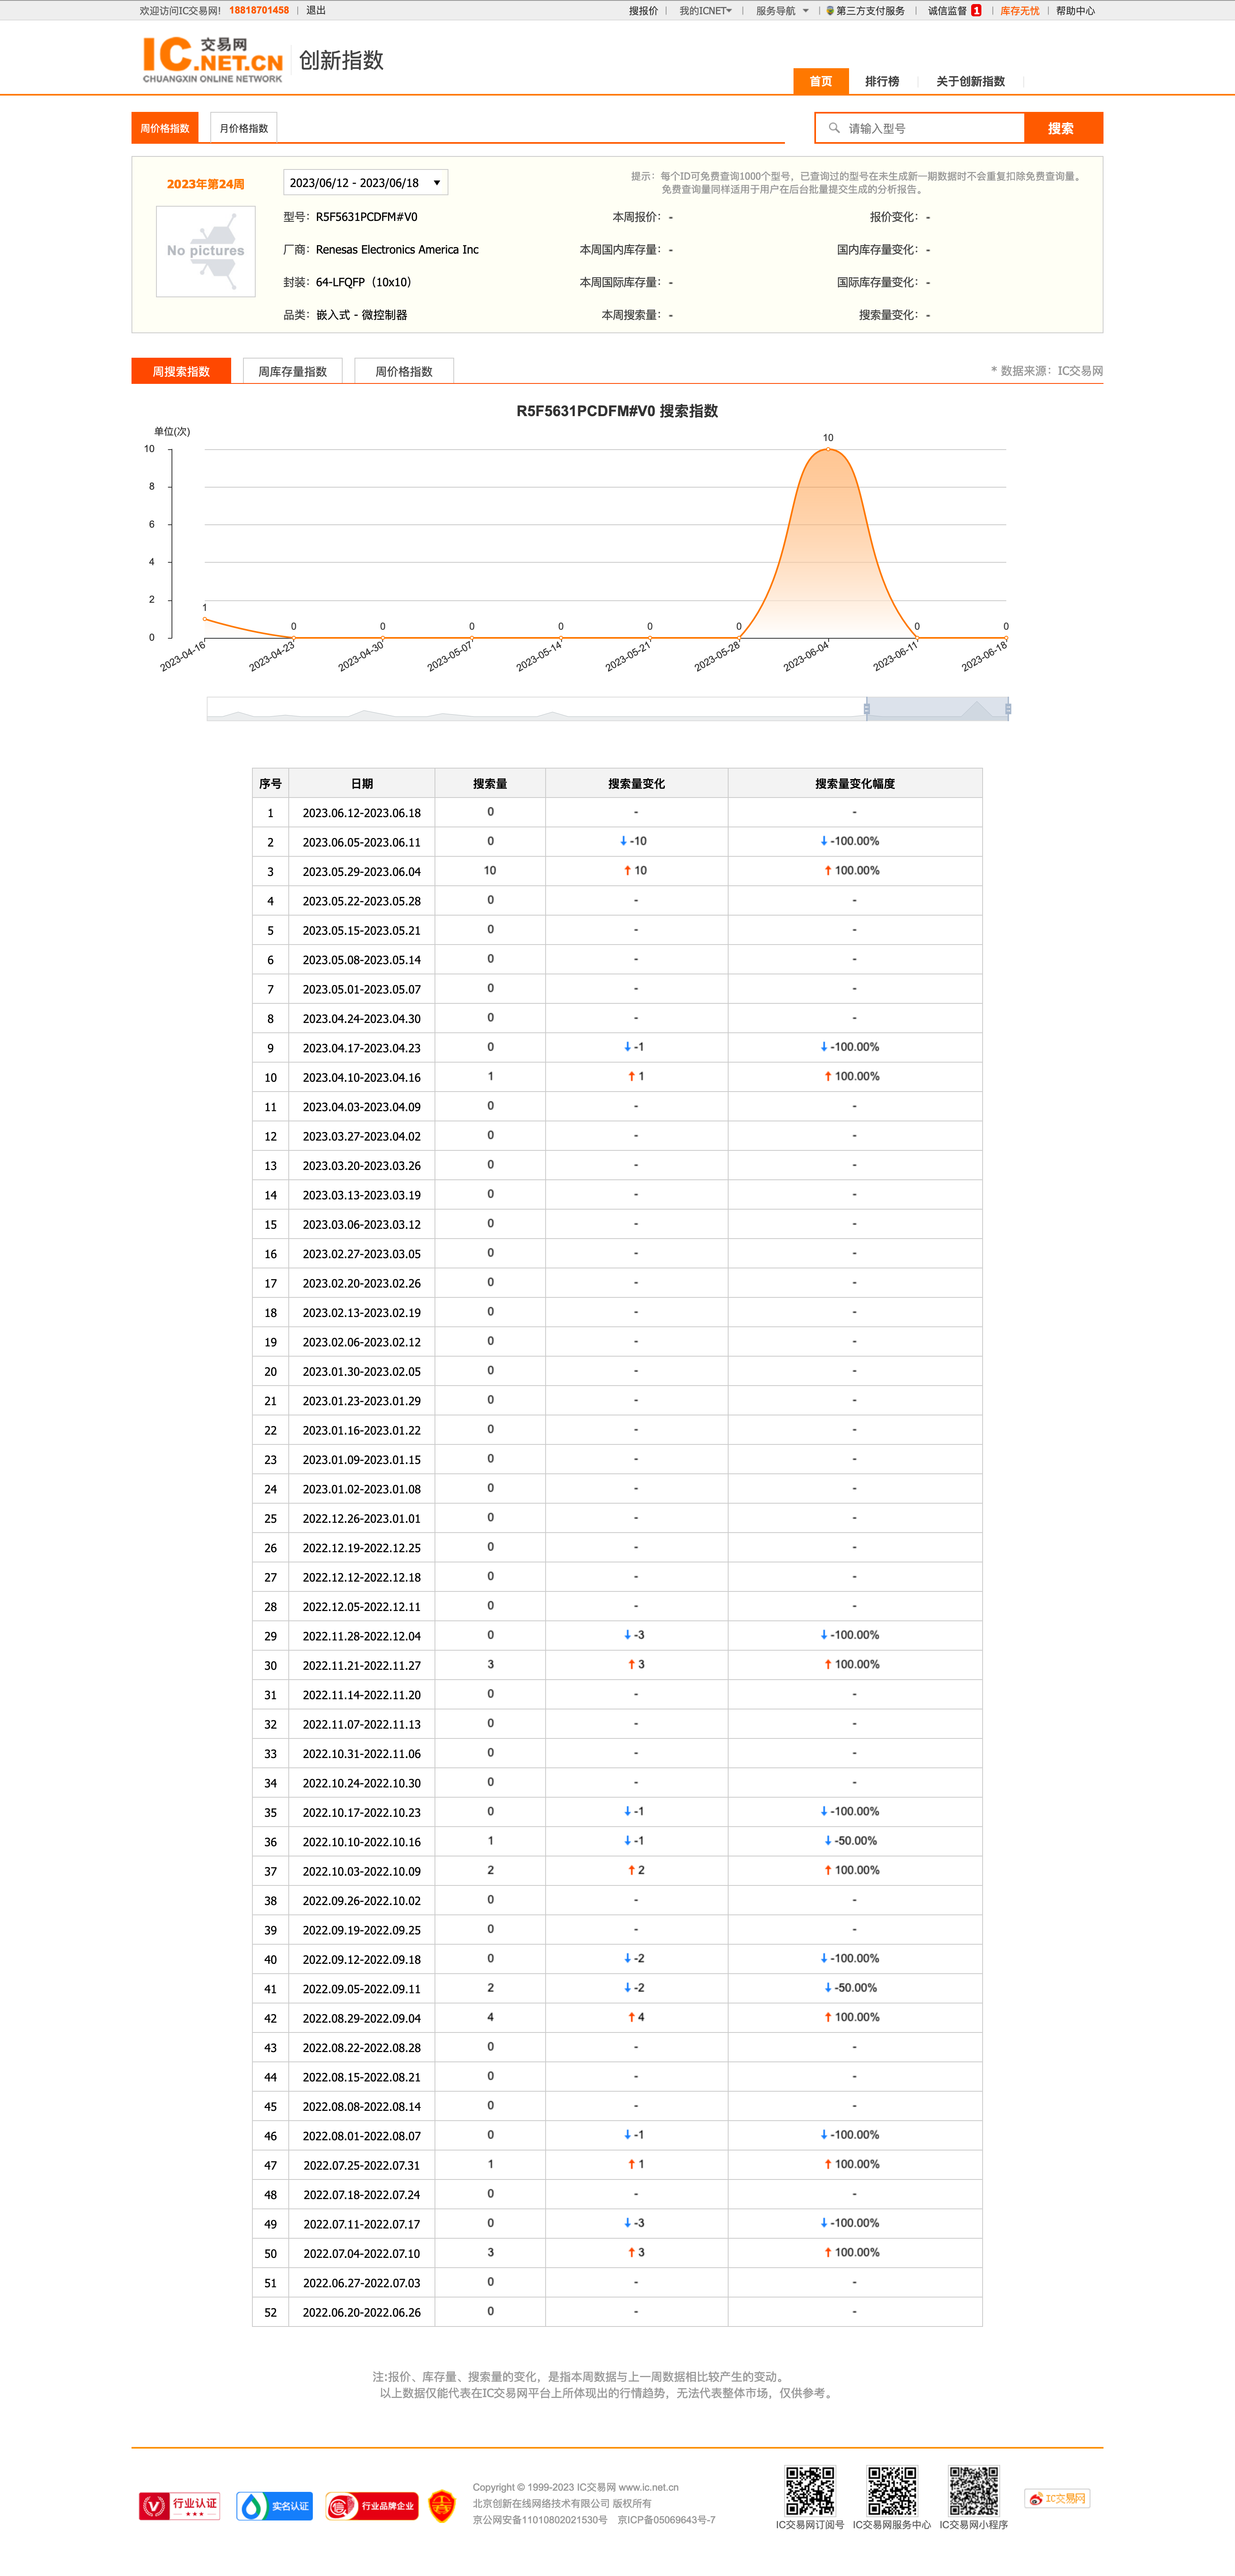 欢迎访问IC交易网! 18818701458 | 退出 搜报价 | 我的ICNET | 服务导航 | 第三方支付服务 | 诚信监督 1 | 库存无忧 | 帮助中心
IC 交易网 .NET.CN CHUANGXIN ONLINE NETWORK 创新指数
首页 排行榜 关于创新指数
周价格指数 月价格指数 请输入型号 搜索
2023年第24周 2023/06/12 - 2023/06/18 ▼ 提示：每个ID可免费查询1000个型号，已查询过的型号在未生成新一期数据时不会重复扣除免费查询量。
免费查询量同样适用于用户在后台批量提交生成的分析报告。
No pictures
型号：R5F5631PCDFM#V0 本周报价：- 报价变化：-
厂商：Renesas Electronics America Inc 本周国内库存量：- 国内库存量变化：-
封装：64-LFQFP（10x10） 本周国际库存量：- 国际库存量变化：-
品类：嵌入式 - 微控制器 本周搜索量：- 搜索量变化：-
周搜索指数 周库存量指数 周价格指数 * 数据来源：IC交易网
R5F5631PCDFM#V0 搜索指数
单位(次)
10
8
6
4
2
0
1 0 0 0 0 0 0 10 0 0
2023-04-16 2023-04-23 2023-04-30 2023-05-07 2023-05-14 2023-05-21 2023-05-28 2023-06-04 2023-06-11 2023-06-18
序号 日期 搜索量 搜索量变化 搜索量变化幅度
1 2023.06.12-2023.06.18 0 - -
2 2023.06.05-2023.06.11 0 ↓-10 ↓-100.00%
3 2023.05.29-2023.06.04 10 ↑10 ↑100.00%
4 2023.05.22-2023.05.28 0 - -
5 2023.05.15-2023.05.21 0 - -
6 2023.05.08-2023.05.14 0 - -
7 2023.05.01-2023.05.07 0 - -
8 2023.04.24-2023.04.30 0 - -
9 2023.04.17-2023.04.23 0 ↓-1 ↓-100.00%
10 2023.04.10-2023.04.16 1 ↑1 ↑100.00%
11 2023.04.03-2023.04.09 0 - -
12 2023.03.27-2023.04.02 0 - -
13 2023.03.20-2023.03.26 0 - -
14 2023.03.13-2023.03.19 0 - -
15 2023.03.06-2023.03.12 0 - -
16 2023.02.27-2023.03.05 0 - -
17 2023.02.20-2023.02.26 0 - -
18 2023.02.13-2023.02.19 0 - -
19 2023.02.06-2023.02.12 0 - -
20 2023.01.30-2023.02.05 0 - -
21 2023.01.23-2023.01.29 0 - -
22 2023.01.16-2023.01.22 0 - -
23 2023.01.09-2023.01.15 0 - -
24 2023.01.02-2023.01.08 0 - -
25 2022.12.26-2023.01.01 0 - -
26 2022.12.19-2022.12.25 0 - -
27 2022.12.12-2022.12.18 0 - -
28 2022.12.05-2022.12.11 0 - -
29 2022.11.28-2022.12.04 0 ↓-3 ↓-100.00%
30 2022.11.21-2022.11.27 3 ↑3 ↑100.00%
31 2022.11.14-2022.11.20 0 - -
32 2022.11.07-2022.11.13 0 - -
33 2022.10.31-2022.11.06 0 - -
34 2022.10.24-2022.10.30 0 - -
35 2022.10.17-2022.10.23 0 ↓-1 ↓-100.00%
36 2022.10.10-2022.10.16 1 ↓-1 ↓-50.00%
37 2022.10.03-2022.10.09 2 ↑2 ↑100.00%
38 2022.09.26-2022.10.02 0 - -
39 2022.09.19-2022.09.25 0 - -
40 2022.09.12-2022.09.18 0 ↓-2 ↓-100.00%
41 2022.09.05-2022.09.11 2 ↓-2 ↓-50.00%
42 2022.08.29-2022.09.04 4 ↑4 ↑100.00%
43 2022.08.22-2022.08.28 0 - -
44 2022.08.15-2022.08.21 0 - -
45 2022.08.08-2022.08.14 0 - -
46 2022.08.01-2022.08.07 0 ↓-1 ↓-100.00%
47 2022.07.25-2022.07.31 1 ↑1 ↑100.00%
48 2022.07.18-2022.07.24 0 - -
49 2022.07.11-2022.07.17 0 ↓-3 ↓-100.00%
50 2022.07.04-2022.07.10 3 ↑3 ↑100.00%
51 2022.06.27-2022.07.03 0 - -
52 2022.06.20-2022.06.26 0 - -
注:报价、库存量、搜索量的变化，是指本周数据与上一周数据相比较产生的变动。
以上数据仅能代表在IC交易网平台上所体现出的行情趋势，无法代表整体市场，仅供参考。
行业认证 实名认证 行业品牌企业
Copyright © 1999-2023 IC交易网 www.ic.net.cn
北京创新在线网络技术有限公司 版权所有
京公网安备11010802021530号 京ICP备05069643号-7
IC交易网订阅号 IC交易网服务中心 IC交易网小程序
IC交易网